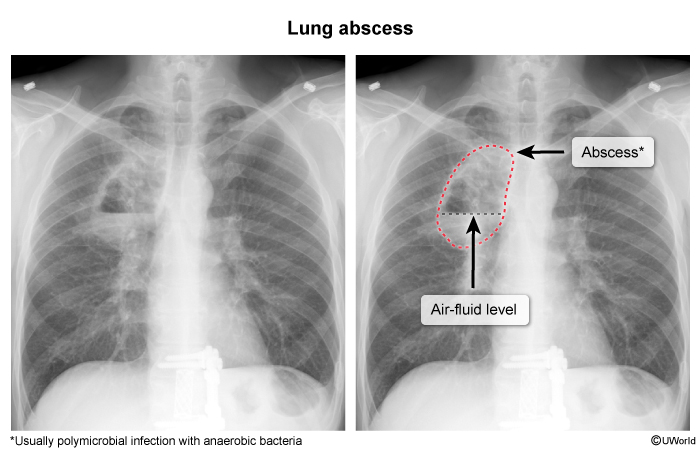 Lung abscess
Abscess*
Air-fluid level
*Usually polymicrobial infection with anaerobic bacteria
©UWorld